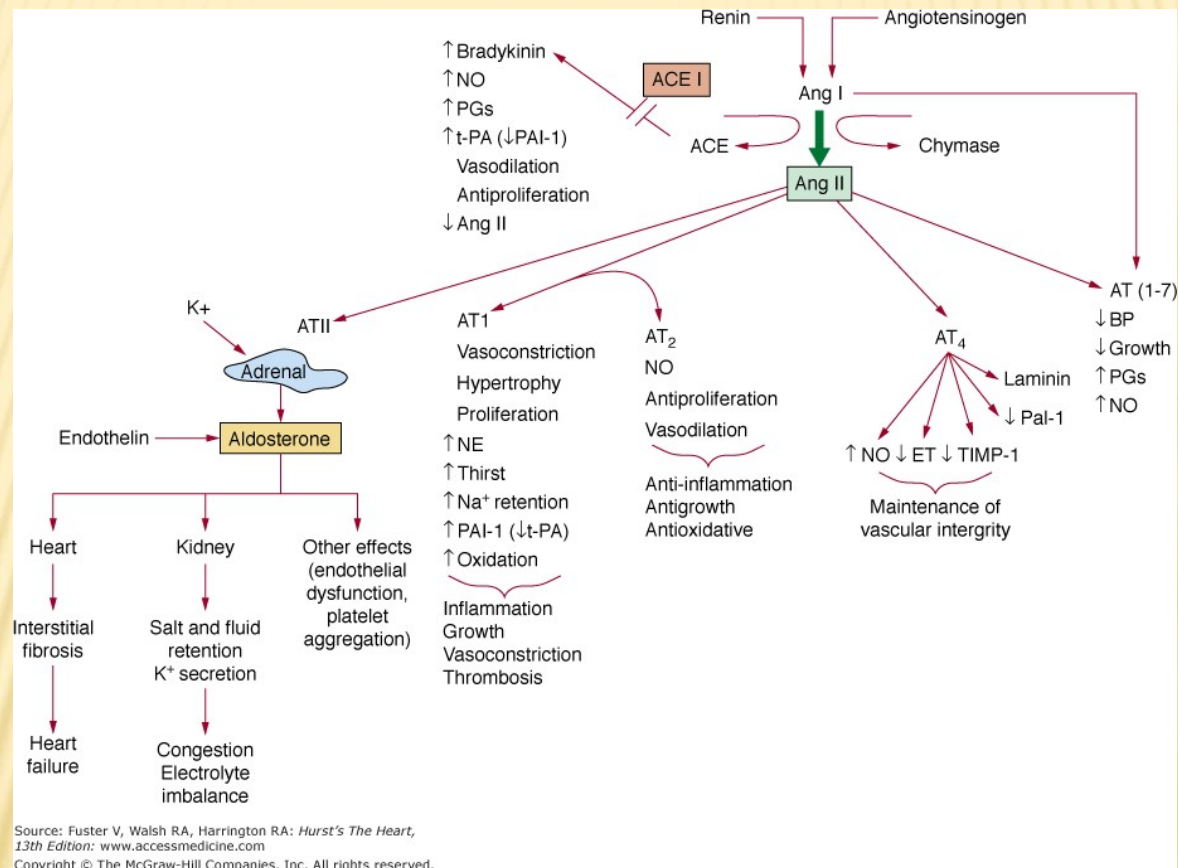 Renin
Angiotensinogen
↑ Bradykinin
↑ NO
↑ PGs
↑ t-PA (↓PAI-1)
Vasodilation
Antiproliferation
↓ Ang II
ACE I
Ang I
ACE
Chymase
Ang II
K+
ATII
Adrenal
Endothelin
Aldosterone
Heart
Interstitial
fibrosis
Heart
failure
Kidney
Salt and fluid
retention
K+ secretion
Congestion
Electrolyte
imbalance
Other effects
(endothelial
dysfunction,
platelet
aggregation)
AT1
Vasoconstriction
Hypertrophy
Proliferation
↑ NE
↑ Thirst
↑ Na+ retention
↑ PAI-1 (↓t-PA)
↑ Oxidation
Inflammation
Growth
Vasoconstriction
Thrombosis
AT2
NO
Antiproliferation
Vasodilation
Anti-inflammation
Antigrowth
Antioxidative
AT4
Laminin
↓ Pal-1
↑ NO ↓ ET ↓ TIMP-1
Maintenance of
vascular intergrity
AT (1-7)
↓ BP
↓ Growth
↑ PGs
↑ NO
Source: Fuster V, Walsh RA, Harrington RA: Hurst's The Heart,
13th Edition: www.accessmedicine.com
Copyright © The McGraw-Hill Companies, Inc. All rights reserved.